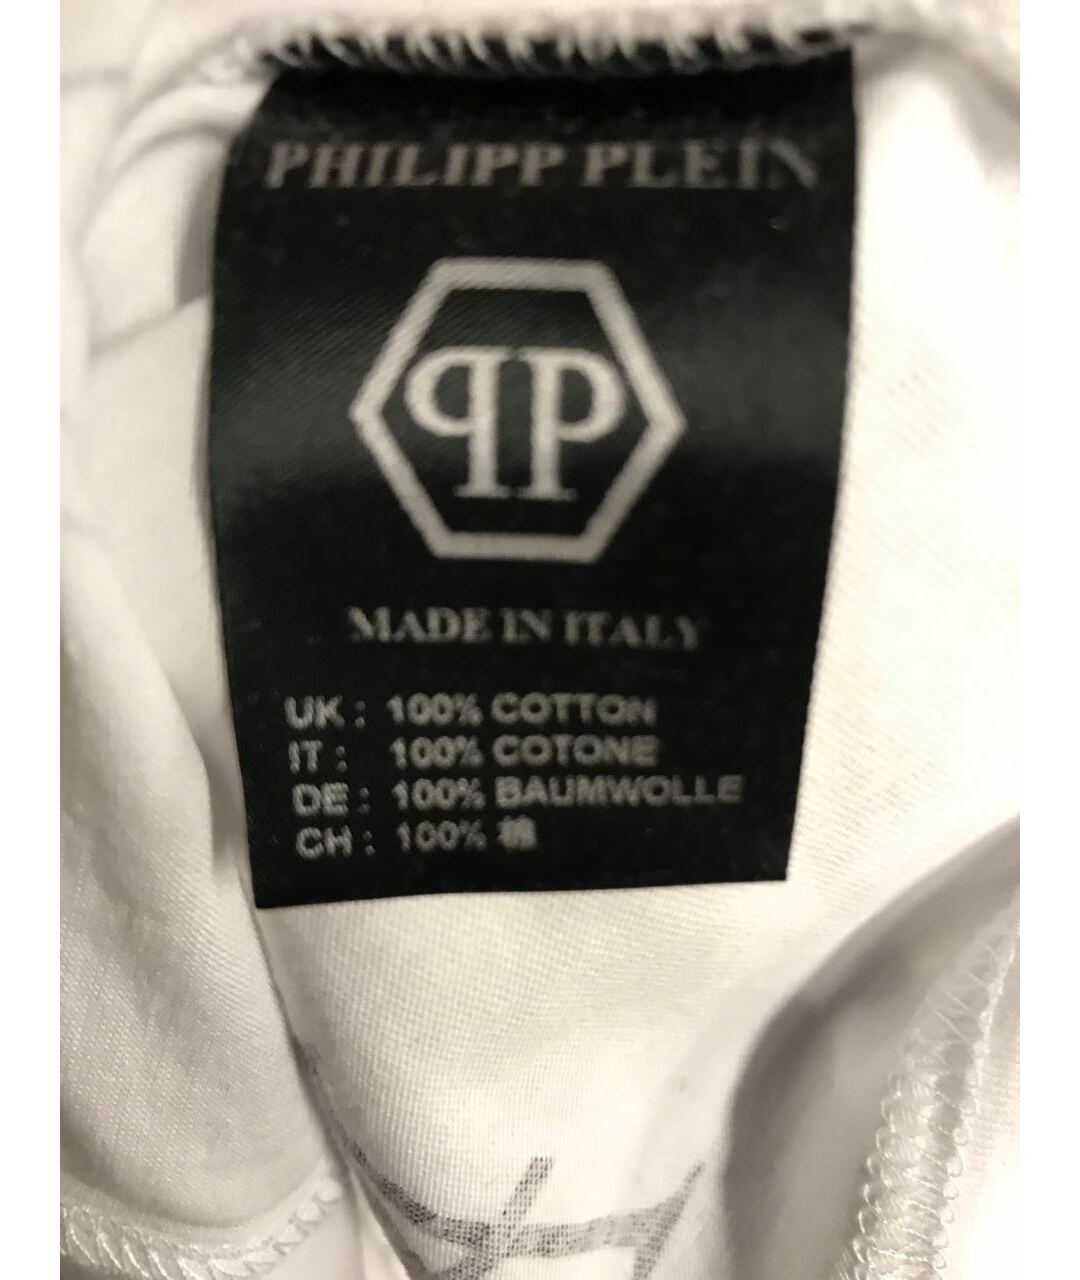 PHILIPP PLEIN
PP
MADE IN ITALY
UK : 100% COTTON
IT : 100% COTONE
DE : 100% BAUMWOLLE
CH : 100% 棉